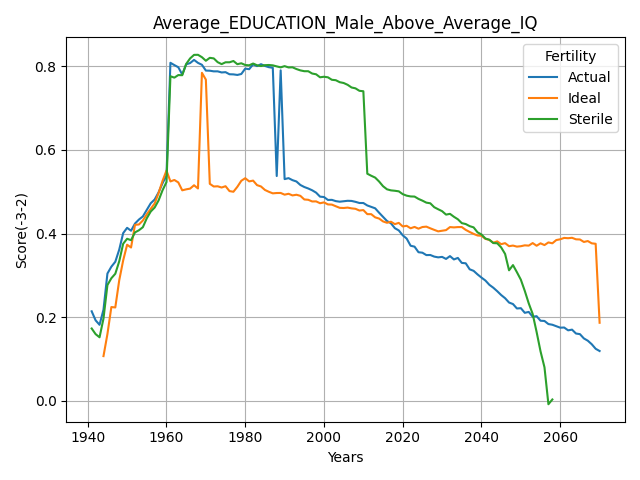 Average_EDUCATION_Male_Above_Average_IQ
Fertility
Actual
Ideal
Sterile
Score(-3-2)
0.8
0.6
0.4
0.2
0.0
1940 1960 1980 2000 2020 2040 2060
Years